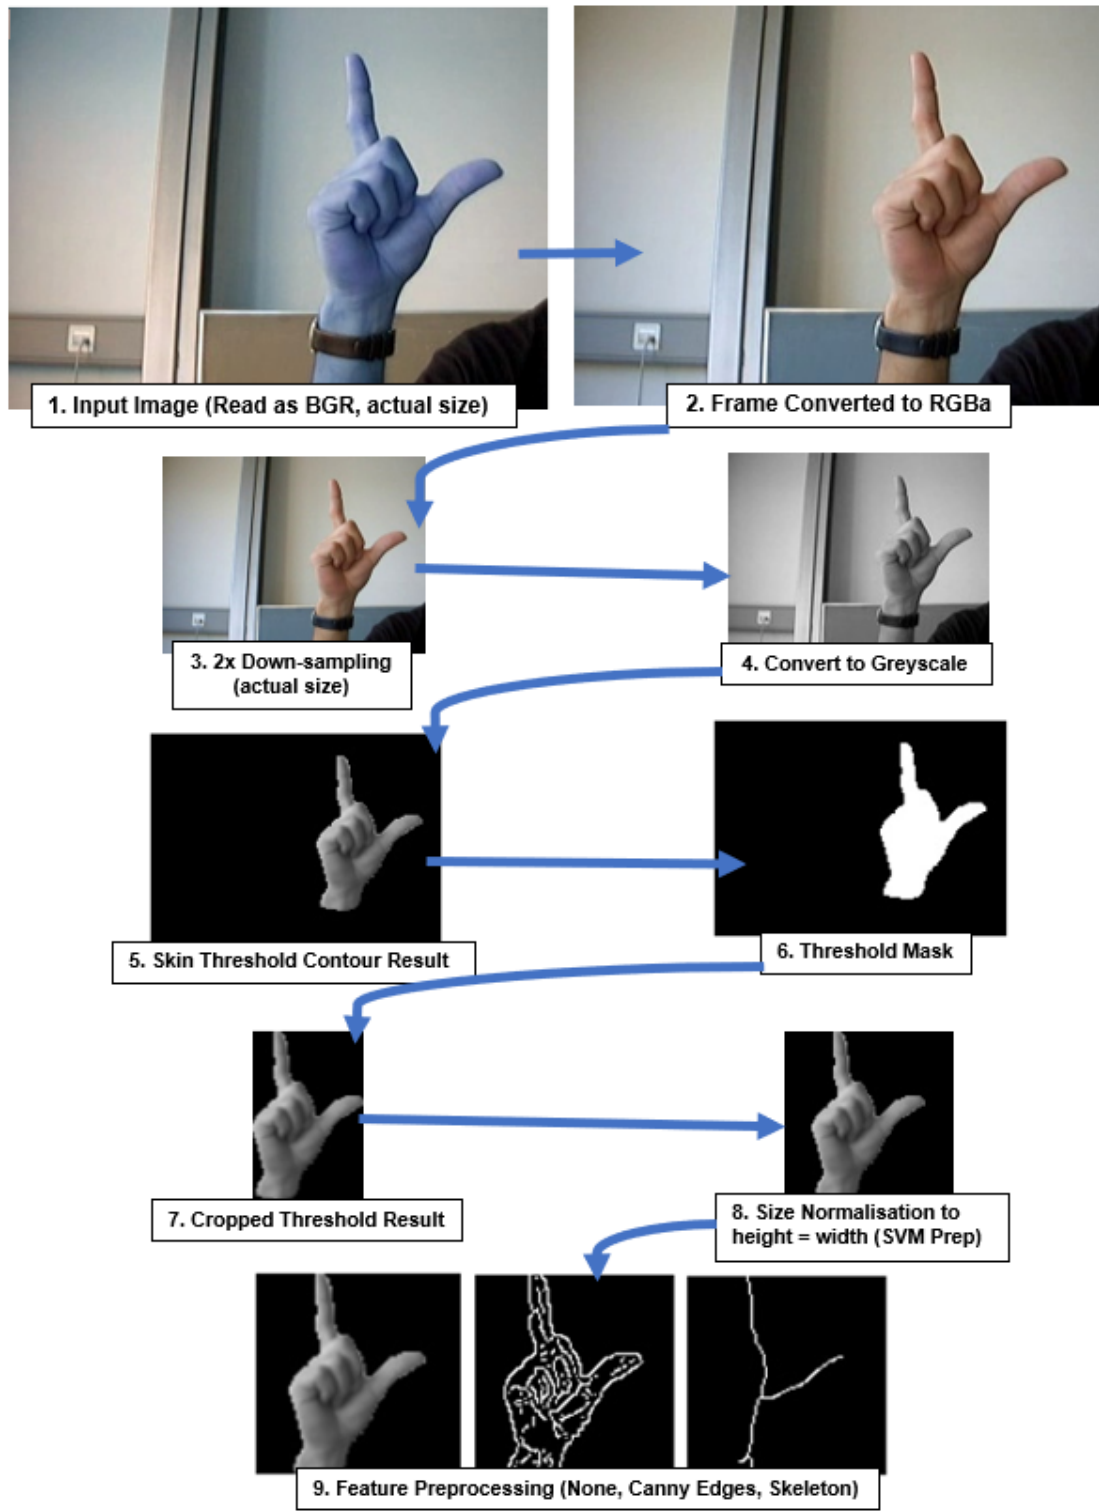 1. Input Image (Read as BGR, actual size)
2. Frame Converted to RGBa
3. 2x Down-sampling
(actual size)
4. Convert to Greyscale
5. Skin Threshold Contour Result
6. Threshold Mask
7. Cropped Threshold Result
8. Size Normalisation to
height = width (SVM Prep)
9. Feature Preprocessing (None, Canny Edges, Skeleton)